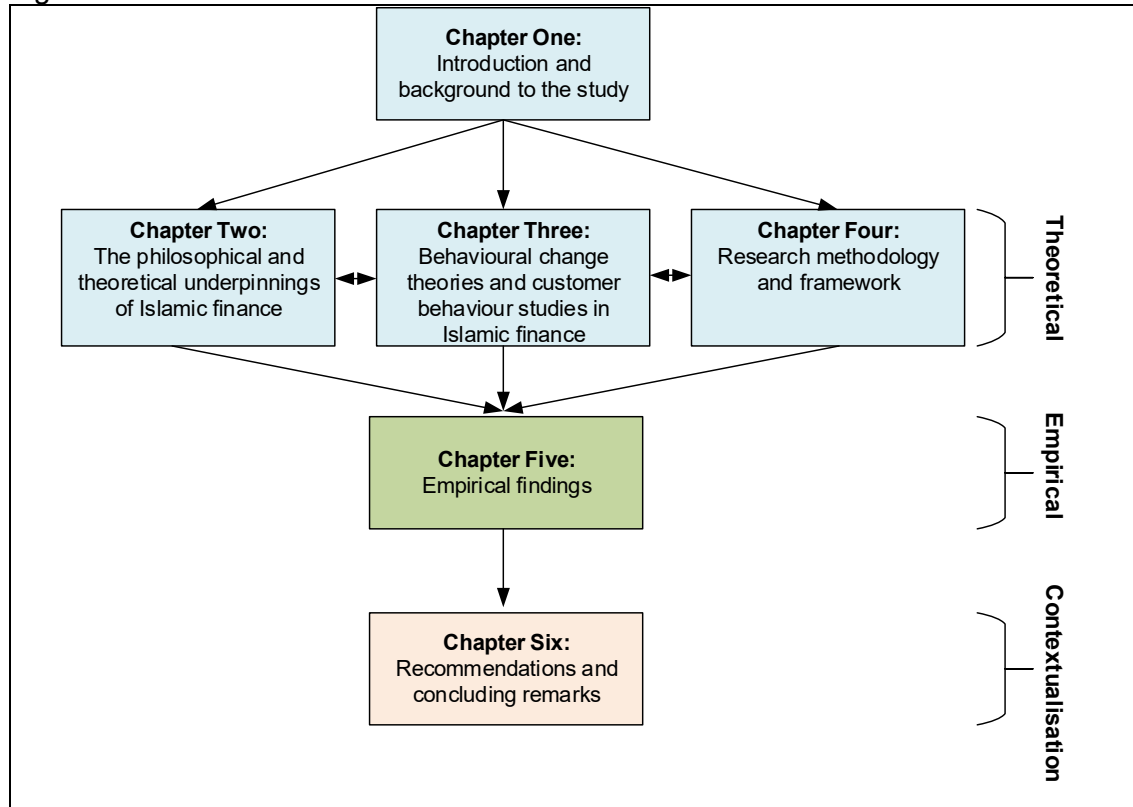 Chapter One:
Introduction and
background to the study
Chapter Two:
The philosophical and
theoretical underpinnings
of Islamic finance
Chapter Three:
Behavioural change
theories and customer
behaviour studies in
Islamic finance
Chapter Four:
Research methodology
and framework
Theoretical
Chapter Five:
Empirical findings
Empirical
Chapter Six:
Recommendations and
concluding remarks
Contextualisation